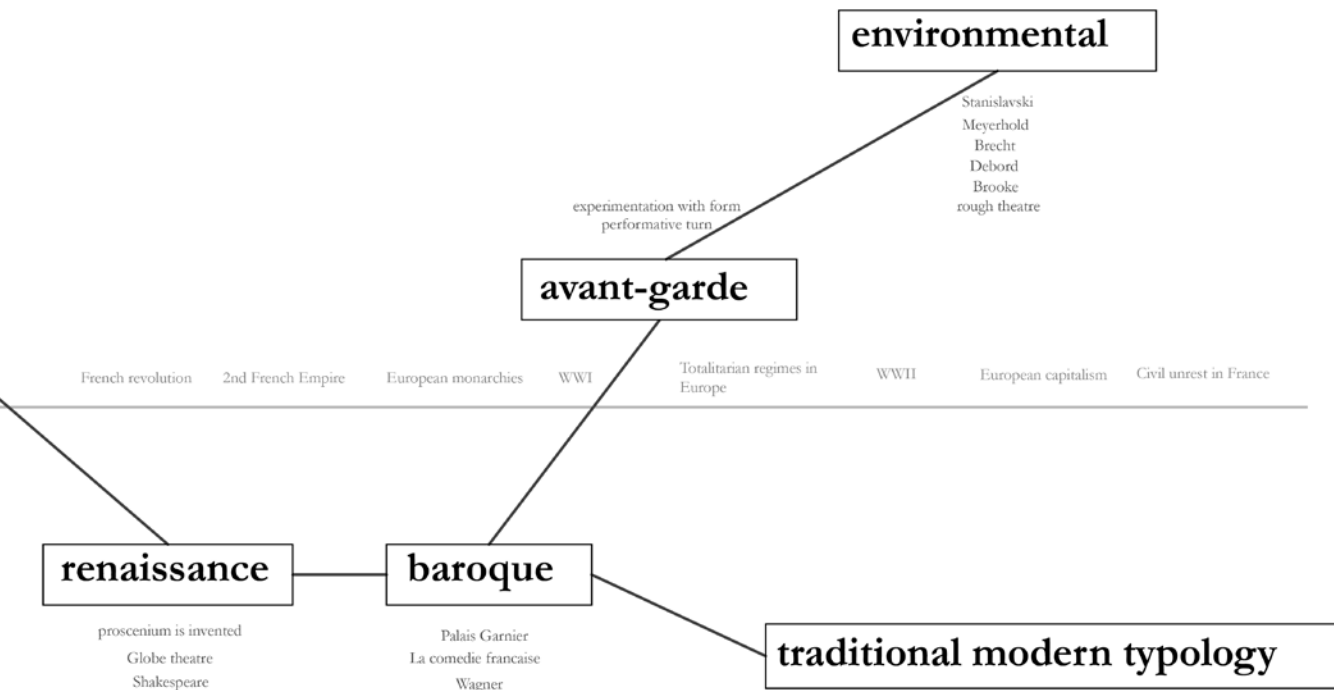 environmental
Stanislavski
Meyerhold
Brecht
Debord
Brooke
rough theatre
experimentation with form
performative turn
avant-garde
French revolution
2nd French Empire
European monarchies
WWI
Totalitarian regimes in
Europe
WWII
European capitalism
Civil unrest in France
renaissance
proscenium is invented
Globe theatre
Shakespeare
baroque
Palais Garnier
La comedie francaise
Wagner
traditional modern typology